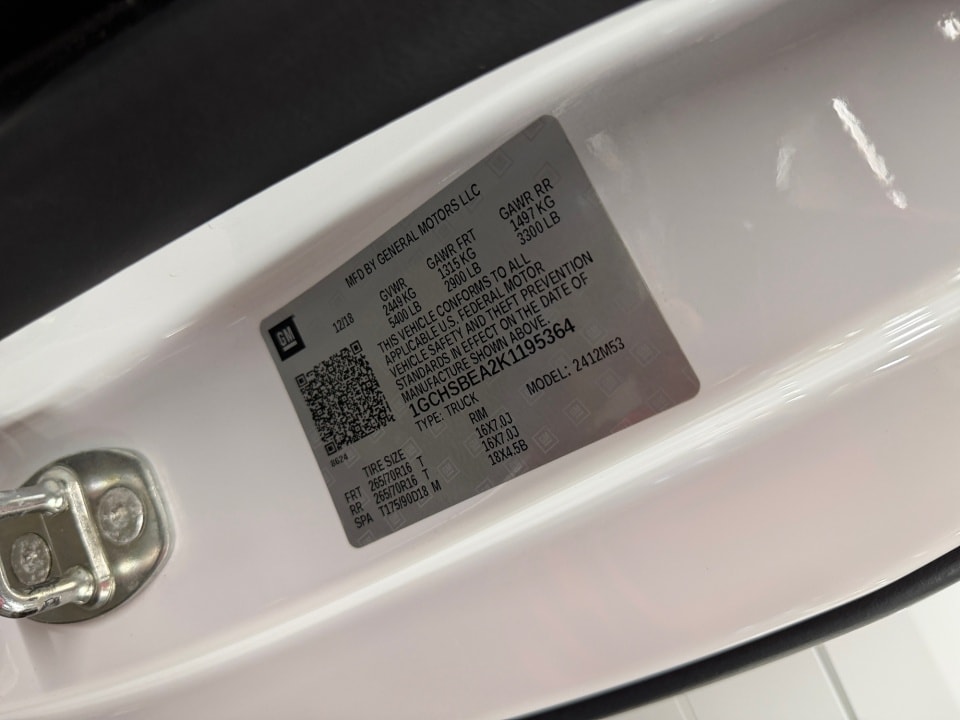 MFD BY GENERAL MOTORS LLC
GM
12/18 GVWR GAWR FRT GAWR RR
2449 KG 1315 KG 1497 KG
5400 LB 2900 LB 3300 LB
THIS VEHICLE CONFORMS TO ALL
APPLICABLE U.S. FEDERAL MOTOR
VEHICLE SAFETY AND THEFT PREVENTION
STANDARDS IN EFFECT ON THE DATE OF
MANUFACTURE SHOWN ABOVE.
1GCHSBEA2K1195364
TYPE: TRUCK MODEL: 2412M53
8624
TIRE SIZE RIM
FRT 265/70R16 T 16X7.0J
RR 265/70R16 T 16X7.0J
SPA T175/90D18 M 18X4.5B